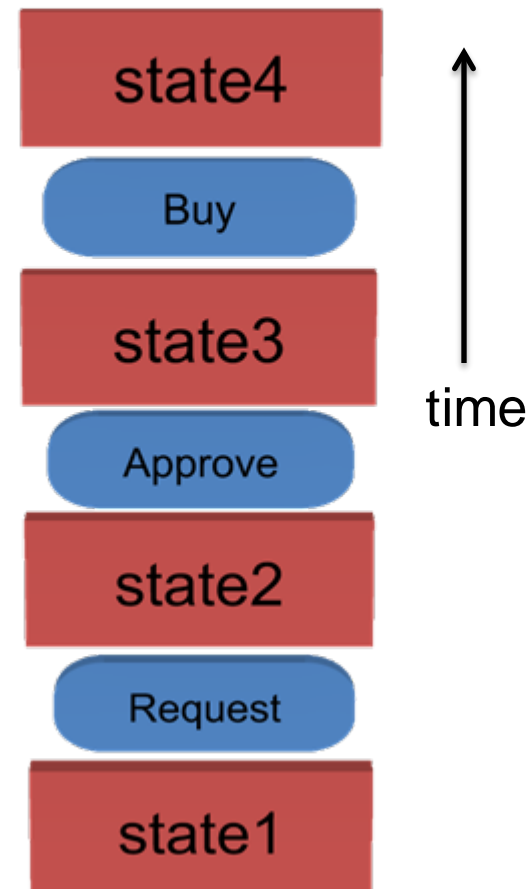 state4
Buy
state3
time
Approve
state2
Request
state1